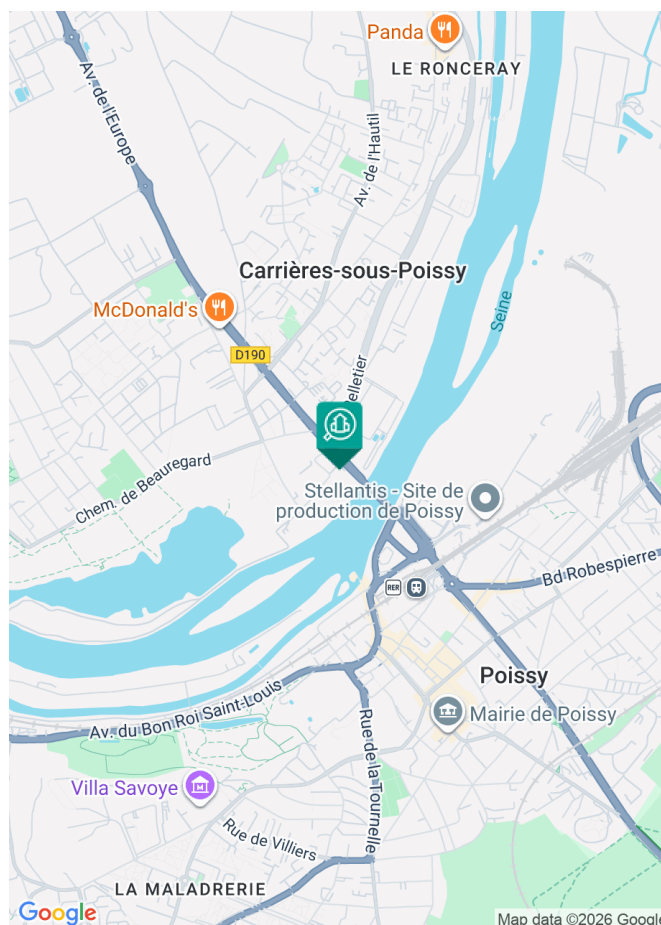 Panda
LE RONCERAY
Av. de l'Europe
Av. de l'Hautil
Carrières-sous-Poissy
McDonald's
Seine
D190
Pelletier
Chem. de Beauregard
Stellantis - Site de
production de Poissy
RER
Bd Robespierre
Poissy
Av. du Bon Roi Saint-Louis
Mairie de Poissy
Rue de la Tournelle
Villa Savoye
Rue de Villiers
LA MALADRERIE
Google
Map data ©2026 Google